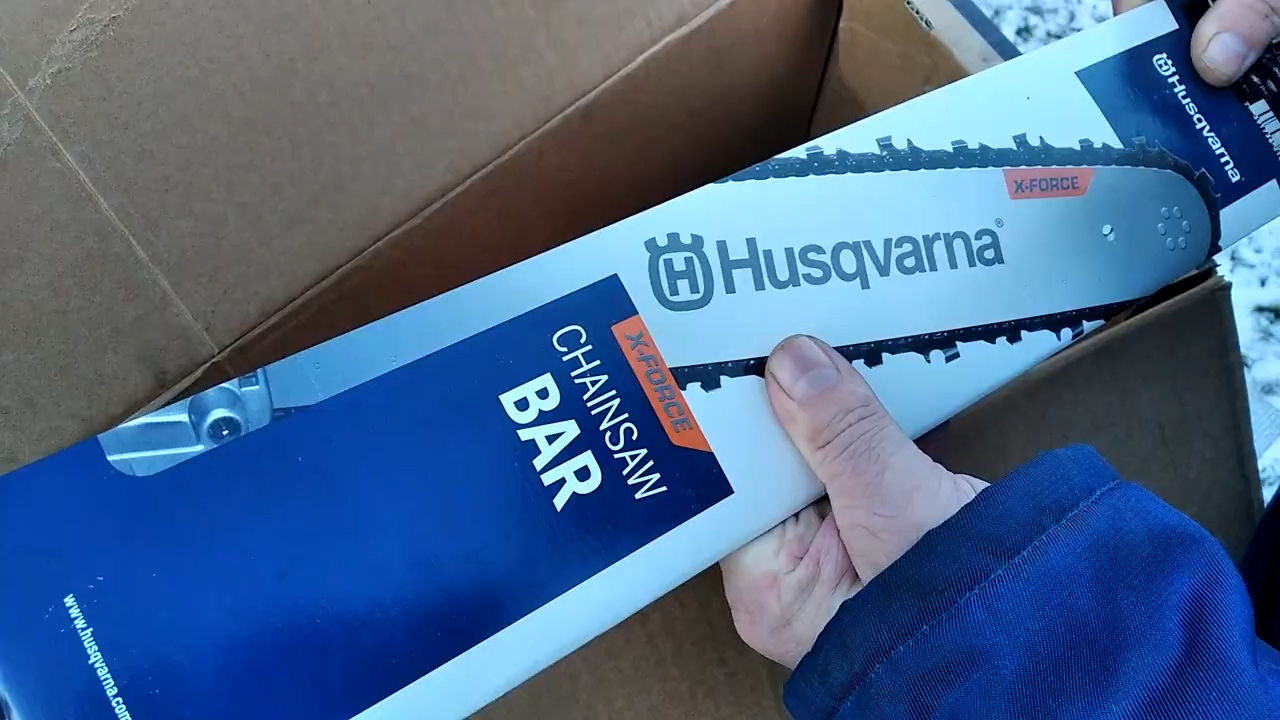 Husqvarna
X-FORCE
H Husqvarna®
X-FORCE
CHAINSAW
BAR
www.husqvarna.com